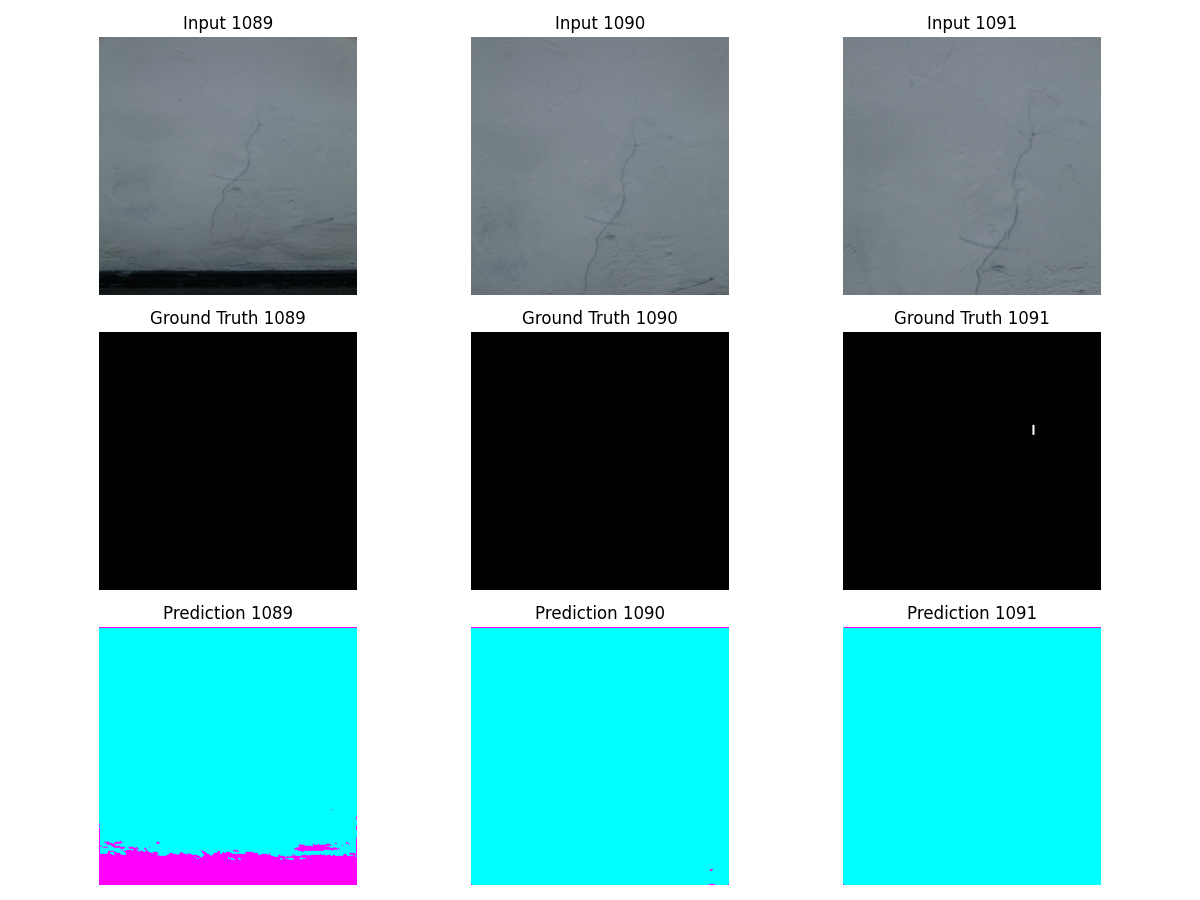 Input 1089
Input 1090
Input 1091
Ground Truth 1089
Ground Truth 1090
Ground Truth 1091
Prediction 1089
Prediction 1090
Prediction 1091